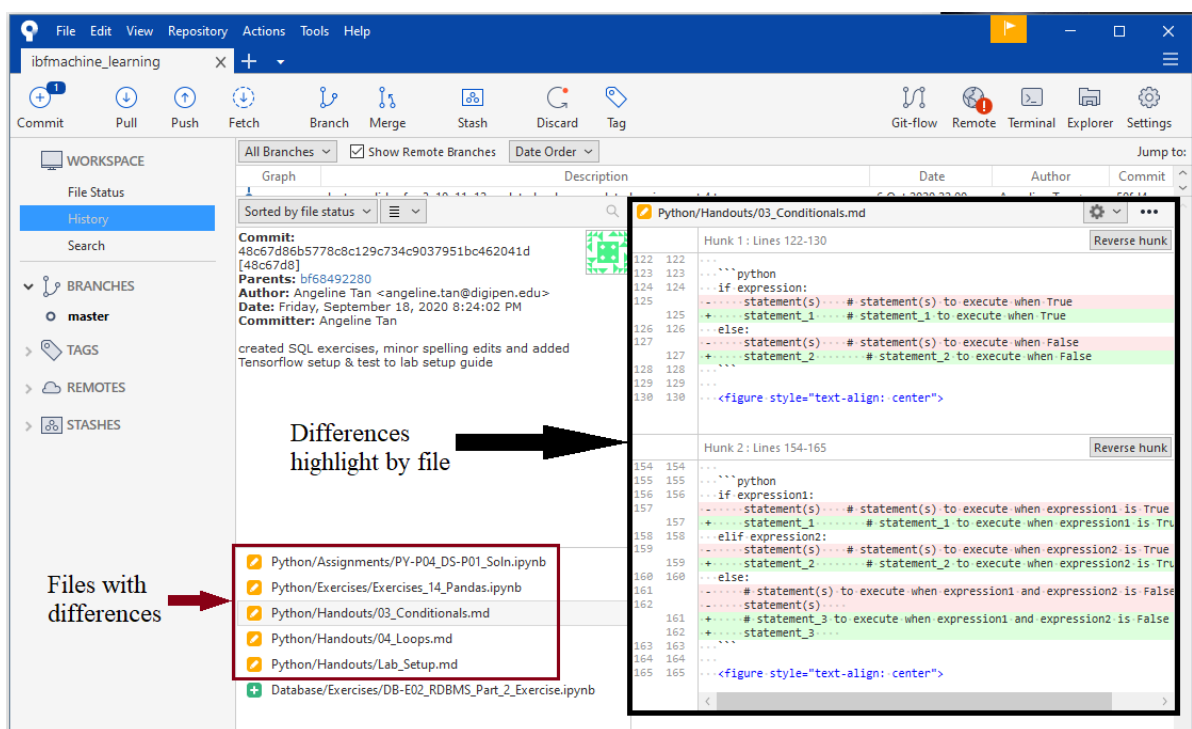 File Edit View Repository Actions Tools Help
ibfmachine_learning
1
Commit Pull Push Fetch Branch Merge Stash Discard Tag Git-flow Remote Terminal Explorer Settings
WORKSPACE
File Status
History
Search
BRANCHES
master
TAGS
REMOTES
STASHES
All Branches Show Remote Branches Date Order Jump to:
Graph Description Date Author Commit
Sorted by file status
Commit:
48c67d86b5778c8c129c734c9037951bc462041d
[48c67d8]
Parents: bf68492280
Author: Angeline Tan <angeline.tan@digipen.edu>
Date: Friday, September 18, 2020 8:24:02 PM
Committer: Angeline Tan
created SQL exercises, minor spelling edits and added
Tensorflow setup & test to lab setup guide
Differences
highlight by file
Files with
differences
Python/Assignments/PY-P04_DS-P01_Soln.ipynb
Python/Exercises/Exercises_14_Pandas.ipynb
Python/Handouts/03_Conditionals.md
Python/Handouts/04_Loops.md
Python/Handouts/Lab_Setup.md
Database/Exercises/DB-E02_RDBMS_Part_2_Exercise.ipynb
Python/Handouts/03_Conditionals.md
Hunk 1 : Lines 122-130 Reverse hunk
122 122
123 123 ```python
124 124 if expression:
125 - statement(s) # statement(s) to execute when True
125 + statement_1 # statement_1 to execute when True
126 126 else:
127 - statement(s) # statement(s) to execute when False
127 + statement_2 # statement_2 to execute when False
128 128 ```
129 129
130 130 <figure style="text-align: center">
Hunk 2 : Lines 154-165 Reverse hunk
154 154
155 155 ```python
156 156 if expression1:
157 - statement(s) # statement(s) to execute when expression1 is True
157 + statement_1 # statement_1 to execute when expression1 is Tru
158 158 elif expression2:
159 - statement(s) # statement(s) to execute when expression2 is True
159 + statement_2 # statement_2 to execute when expression2 is Tru
160 160 else:
161 - # statement(s) to execute when expression1 and expression2 is False
162 - statement(s)
161 + # statement_3 to execute when expression1 and expression2 is False
162 + statement_3
163 163 ```
164 164
165 165 <figure style="text-align: center">